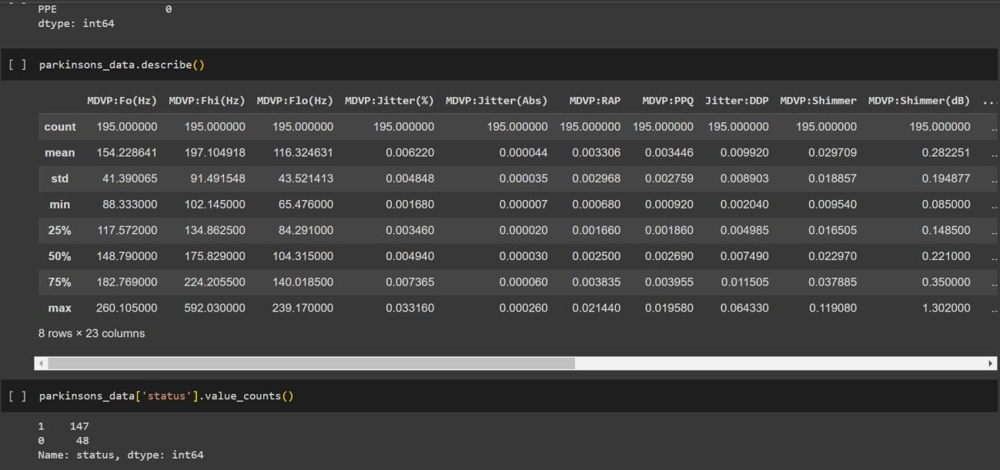 PPE 0
dtype: int64
[ ] parkinsons_data.describe()
MDVP:Fo(Hz) MDVP:Fhi(Hz) MDVP:Flo(Hz) MDVP:Jitter(%) MDVP:Jitter(Abs) MDVP:RAP MDVP:PPQ Jitter:DDP MDVP:Shimmer MDVP:Shimmer(dB) ...
count 195.000000 195.000000 195.000000 195.000000 195.000000 195.000000 195.000000 195.000000 195.000000 195.000000 ..
mean 154.228641 197.104918 116.324631 0.006220 0.000044 0.003306 0.003446 0.009920 0.029709 0.282251 ..
std 41.390065 91.491548 43.521413 0.004848 0.000035 0.002968 0.002759 0.008903 0.018857 0.194877 ..
min 88.333000 102.145000 65.476000 0.001680 0.000007 0.000680 0.000920 0.002040 0.009540 0.085000 ..
25% 117.572000 134.862500 84.291000 0.003460 0.000020 0.001660 0.001860 0.004985 0.016505 0.148500 ..
50% 148.790000 175.829000 104.315000 0.004940 0.000030 0.002500 0.002690 0.007490 0.022970 0.221000 ..
75% 182.769000 224.205500 140.018500 0.007365 0.000060 0.003835 0.003955 0.011505 0.037885 0.350000 ..
max 260.105000 592.030000 239.170000 0.033160 0.000260 0.021440 0.019580 0.064330 0.119080 1.302000 ..
8 rows × 23 columns
[ ] parkinsons_data['status'].value_counts()
1 147
0 48
Name: status, dtype: int64